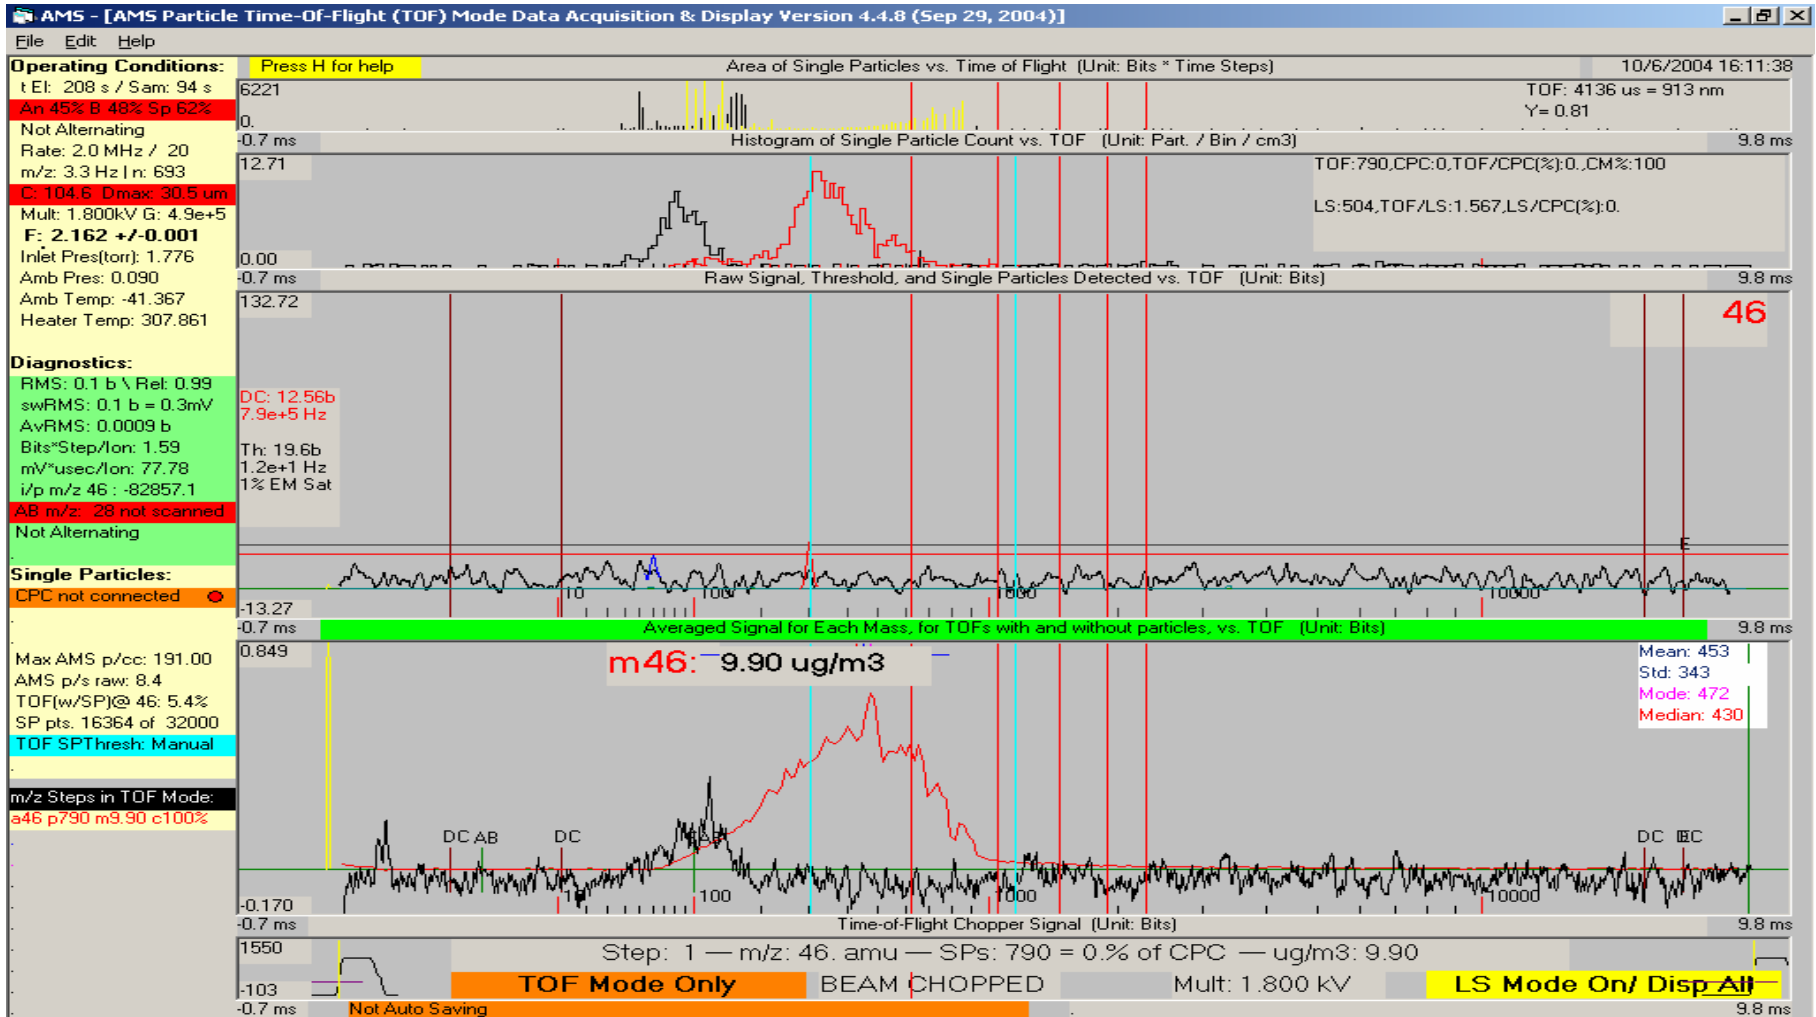 AMS - [AMS Particle Time-Of-Flight (TOF) Mode Data Acquisition & Display Version 4.4.8 (Sep 29, 2004)]
File Edit Help
Operating Conditions:
t El: 208 s / Sam: 94 s
An 45% B 48% Sp 62%
Not Alternating
Rate: 2.0 MHz / 20
m/z: 3.3 Hz | n: 693
C: 104.6 Dmax: 30.5 um
Mult: 1.800kV G: 4.9e+5
F: 2.162 +/-0.001
Inlet Pres(torr): 1.776
Amb Pres: 0.090
Amb Temp: -41.367
Heater Temp: 307.861
Diagnostics:
RMS: 0.1 b \ Rel: 0.99
swRMS: 0.1 b = 0.3mV
AvRMS: 0.0009 b
Bits*Step/Ion: 1.59
mV*usec/Ion: 77.78
i/p m/z 46 : -82857.1
AB m/z: 28 not scanned
Not Alternating
Single Particles:
CPC not connected
Max AMS p/cc: 191.00
AMS p/s raw: 8.4
TOF(w/SP)@ 46: 5.4%
SP pts. 16364 of 32000
TOF SPThresh: Manual
m/z Steps in TOF Mode:
a46 p790 m9.90 c100%
Press H for help
Area of Single Particles vs. Time of Flight (Unit: Bits * Time Steps)
10/6/2004 16:11:38
6221
TOF: 4136 us = 913 nm
Y= 0.81
0.
-0.7 ms
Histogram of Single Particle Count vs. TOF (Unit: Part. / Bin / cm3)
9.8 ms
12.71
TOF:790,CPC:0,TOF/CPC(%):0.,CM%:100
LS:504,TOF/LS:1.567,LS/CPC(%):0.
0.00
-0.7 ms
Raw Signal, Threshold, and Single Particles Detected vs. TOF (Unit: Bits)
9.8 ms
132.72
46
DC: 12.56b
7.9e+5 Hz
Th: 19.6b
1.2e+1 Hz
1% EM Sat
E
10 100 1000 10000
-13.27
-0.7 ms
Averaged Signal for Each Mass, for TOFs with and without particles, vs. TOF (Unit: Bits)
9.8 ms
0.849
m46: 9.90 ug/m3
Mean: 453
Std: 343
Mode: 472
Median: 430
DC AB DC DC
10 100 1000 10000
-0.170
-0.7 ms
Time-of-Flight Chopper Signal (Unit: Bits)
9.8 ms
1550
Step: 1 — m/z: 46. amu — SPs: 790 = 0.% of CPC — ug/m3: 9.90
-103
TOF Mode Only
BEAM CHOPPED
Mult: 1.800 kV
LS Mode On/ Disp All
-0.7 ms
Not Auto Saving
9.8 ms